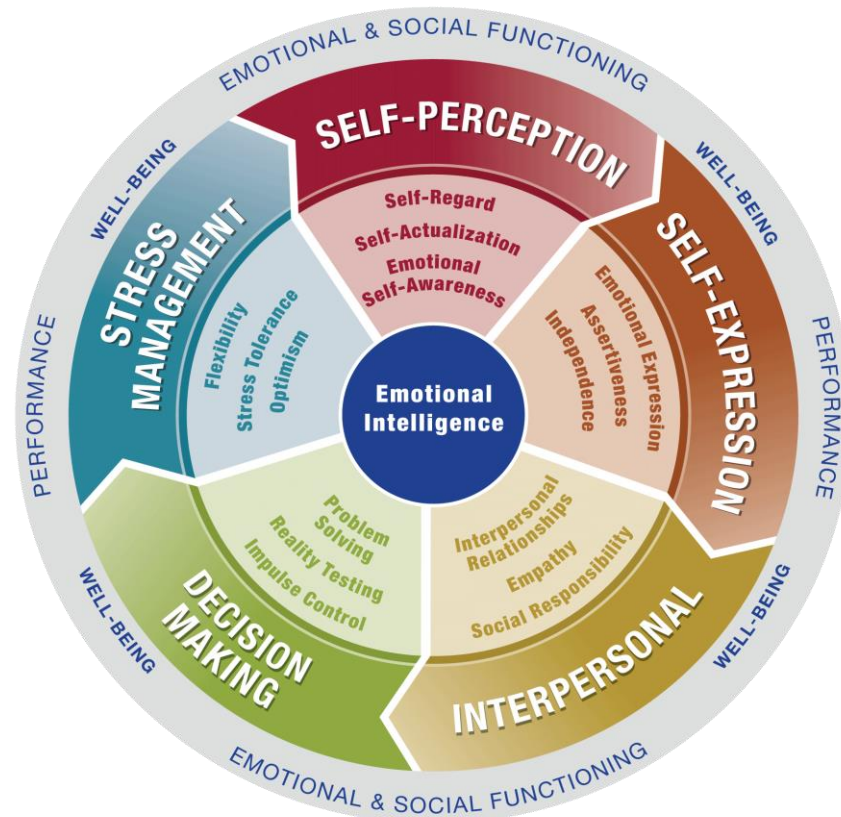 EMOTIONAL & SOCIAL FUNCTIONING
WELL-BEING
WELL-BEING
PERFORMANCE
PERFORMANCE
WELL-BEING
WELL-BEING
EMOTIONAL & SOCIAL FUNCTIONING
SELF-PERCEPTION
Self-Regard
Self-Actualization
Emotional
Self-Awareness
SELF-EXPRESSION
Emotional Expression
Assertiveness
Independence
INTERPERSONAL
Interpersonal
Relationships
Empathy
Social Responsibility
DECISION
MAKING
Problem
Solving
Reality Testing
Impulse Control
STRESS
MANAGEMENT
Flexibility
Stress Tolerance
Optimism
Emotional
Intelligence